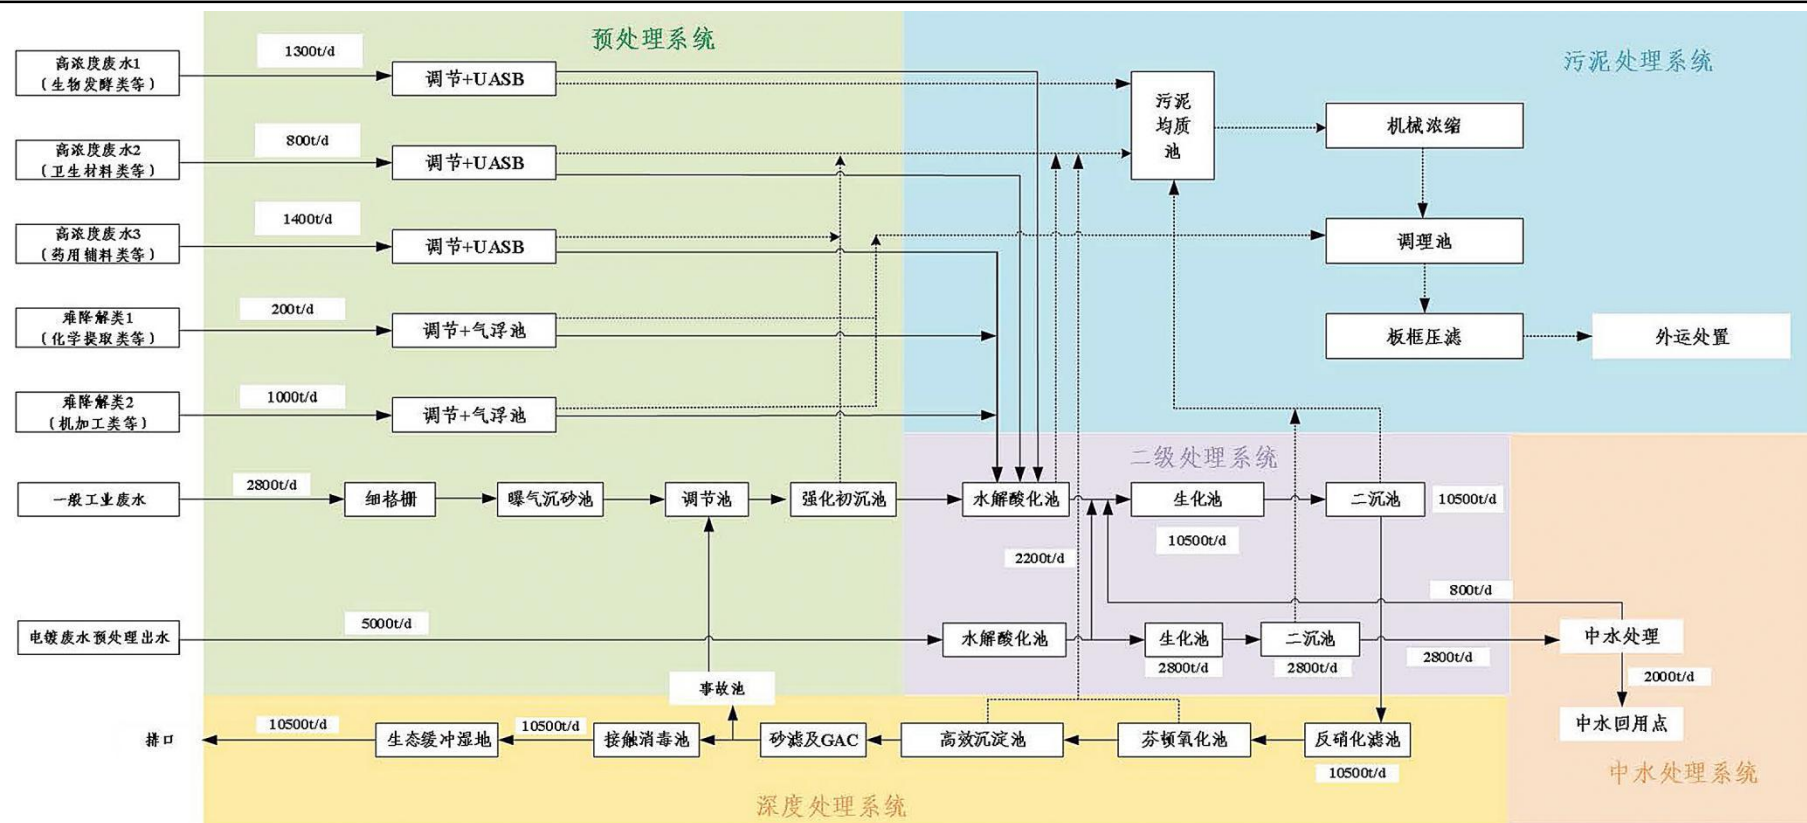 预处理系统
污泥处理系统
高浓度废水1
(生物发酵类等)
1300t/d
调节+UASB
污泥
均质
池
机械浓缩
高浓度废水2
(卫生材料类等)
800t/d
调节+UASB
高浓度废水3
(药用辅料类等)
1400t/d
调节+UASB
调理池
难降解类1
(化学提取类等)
200t/d
调节+气浮池
板框压滤
外运处置
难降解类2
(机加工类等)
1000t/d
调节+气浮池
二级处理系统
一般工业废水
2800t/d
细格栅
曝气沉砂池
调节池
强化初沉池
水解酸化池
生化池
二沉池
10500t/d
10500t/d
2200t/d
800t/d
电镀废水预处理出水
5000t/d
水解酸化池
生化池
二沉池
中水处理
2800t/d
2800t/d
2800t/d
2000t/d
事故池
中水回用点
排口
10500t/d
生态缓冲湿地
10500t/d
接触消毒池
砂滤及GAC
高效沉淀池
芬顿氧化池
反硝化滤池
10500t/d
中水处理系统
深度处理系统